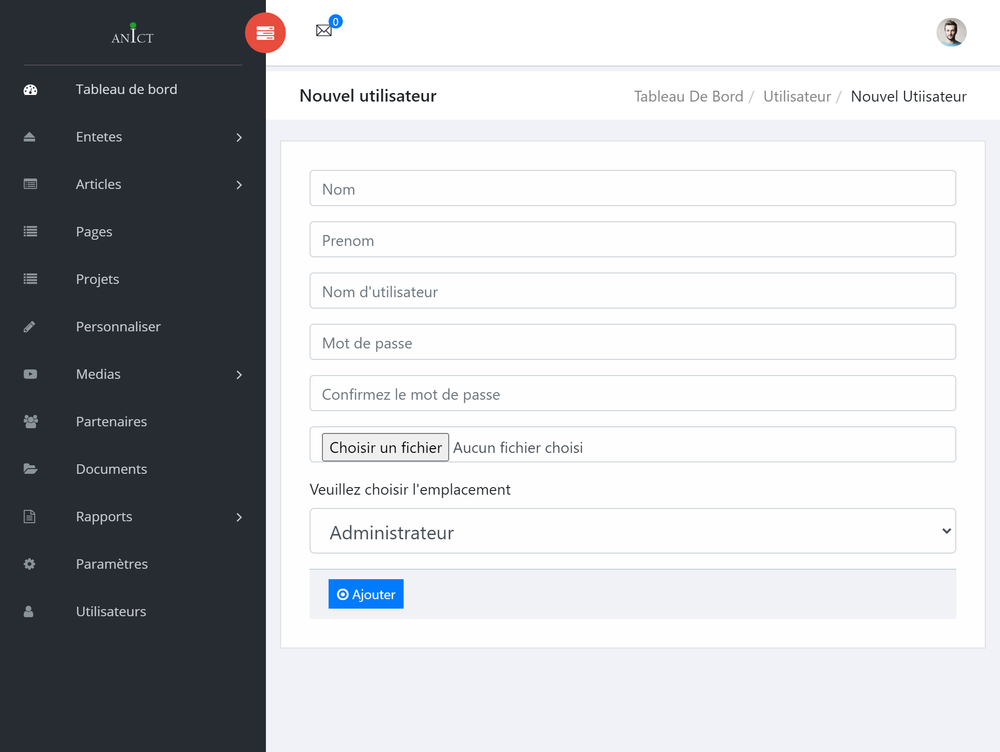 ANICT
0
Tableau de bord
Entetes
Articles
Pages
Projets
Personnaliser
Medias
Partenaires
Documents
Rapports
Paramètres
Utilisateurs
Nouvel utilisateur
Tableau De Bord / Utilisateur / Nouvel Utiisateur
Nom
Prenom
Nom d'utilisateur
Mot de passe
Confirmez le mot de passe
Choisir un fichier Aucun fichier choisi
Veuillez choisir l'emplacement
Administrateur
Ajouter